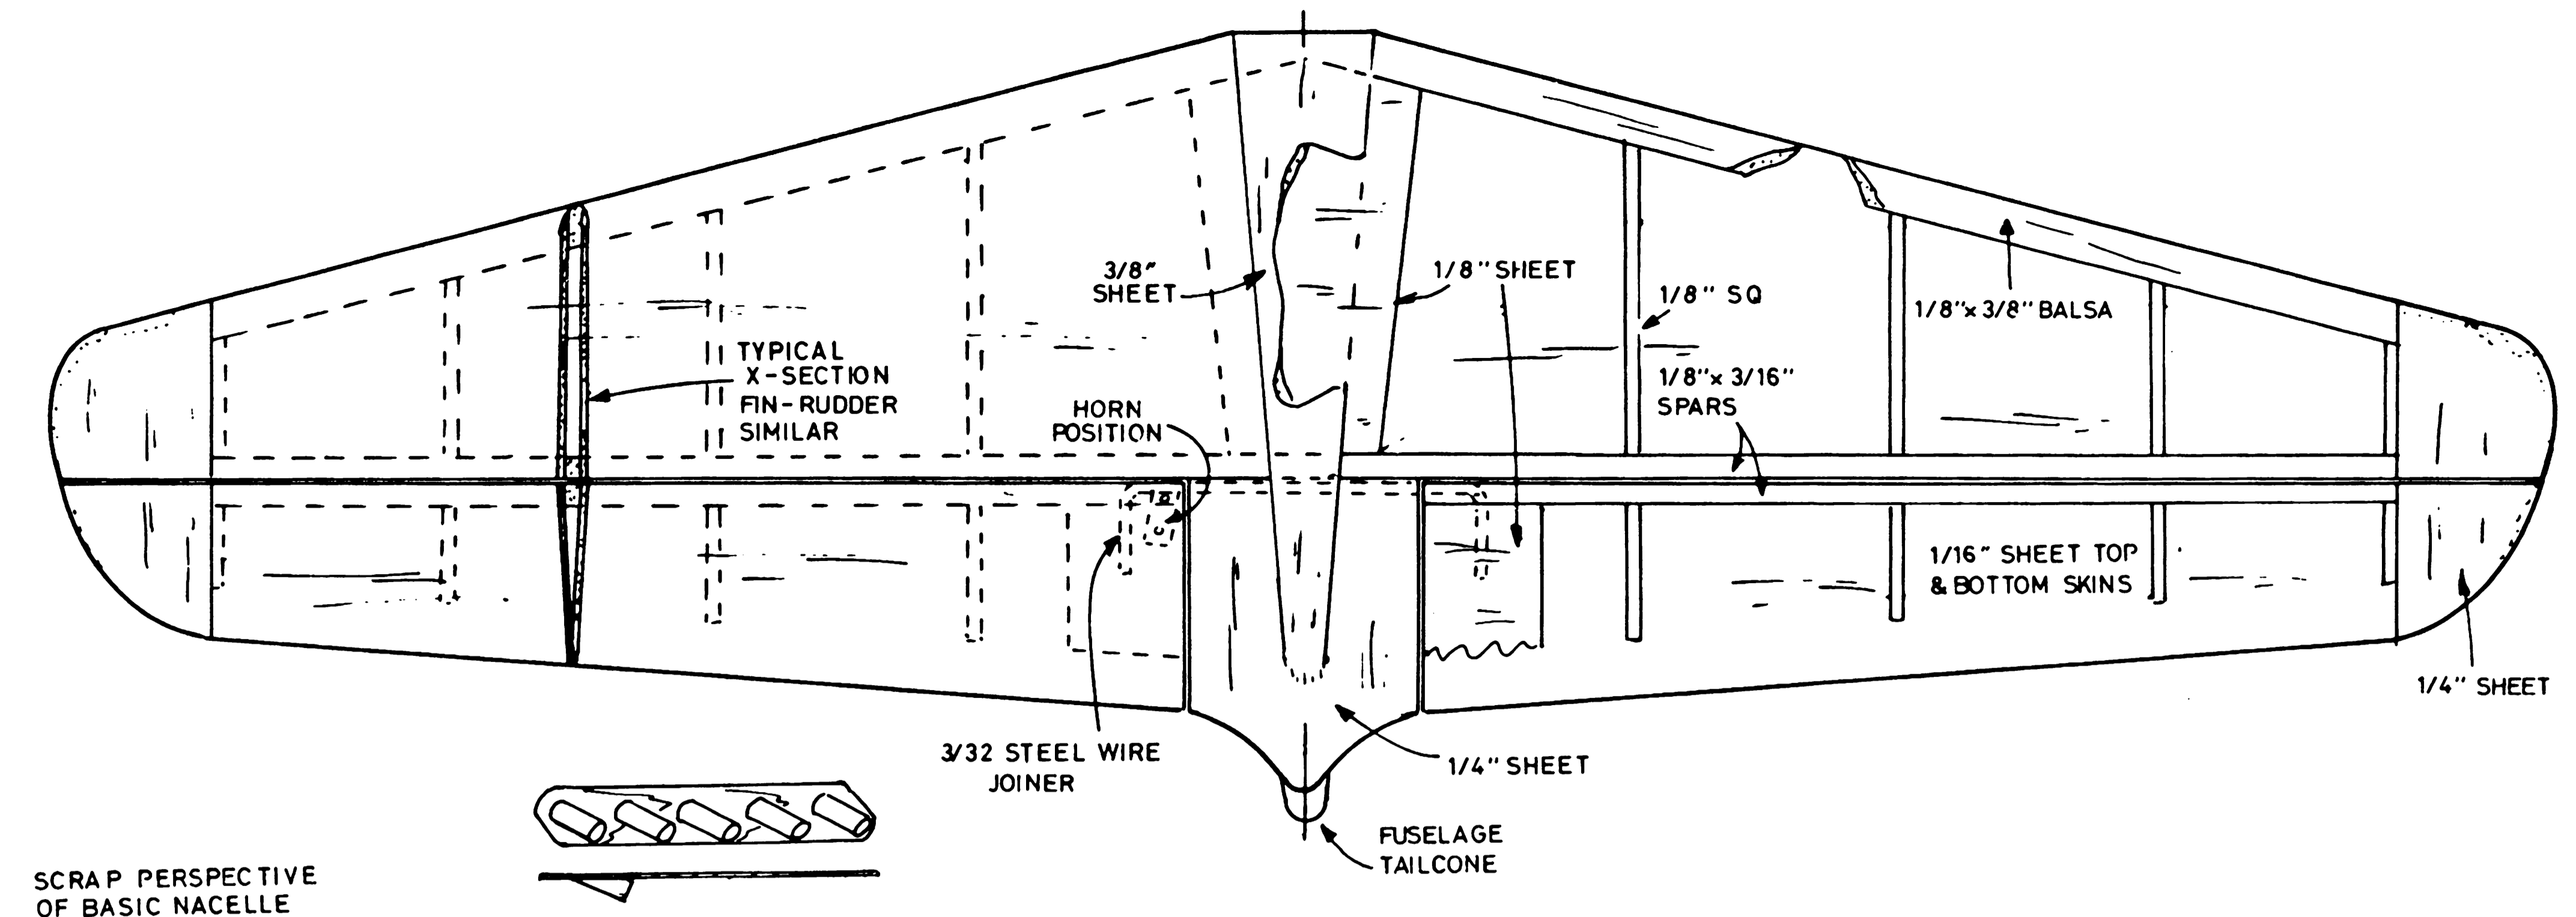 3/8"
SHEET
1/8" SHEET
1/8" SQ
1/8"x 3/8" BALSA
TYPICAL
X-SECTION
FIN-RUDDER
SIMILAR
HORN
POSITION
1/8"x 3/16"
SPARS
1/16" SHEET TOP
& BOTTOM SKINS
1/4" SHEET
3/32 STEEL WIRE
JOINER
1/4" SHEET
FUSELAGE
TAILCONE
SCRAP PERSPECTIVE
OF BASIC NACELLE